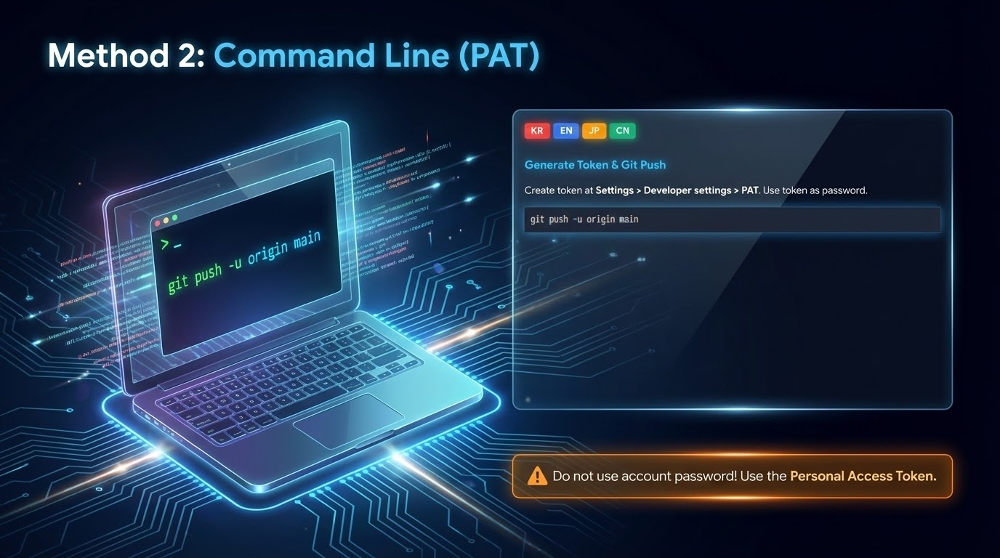 Method 2: Command Line (PAT)
>_
git push -u origin main
KR EN JP CN
Generate Token & Git Push
Create token at Settings > Developer settings > PAT. Use token as password.
git push -u origin main
Do not use account password! Use the Personal Access Token.